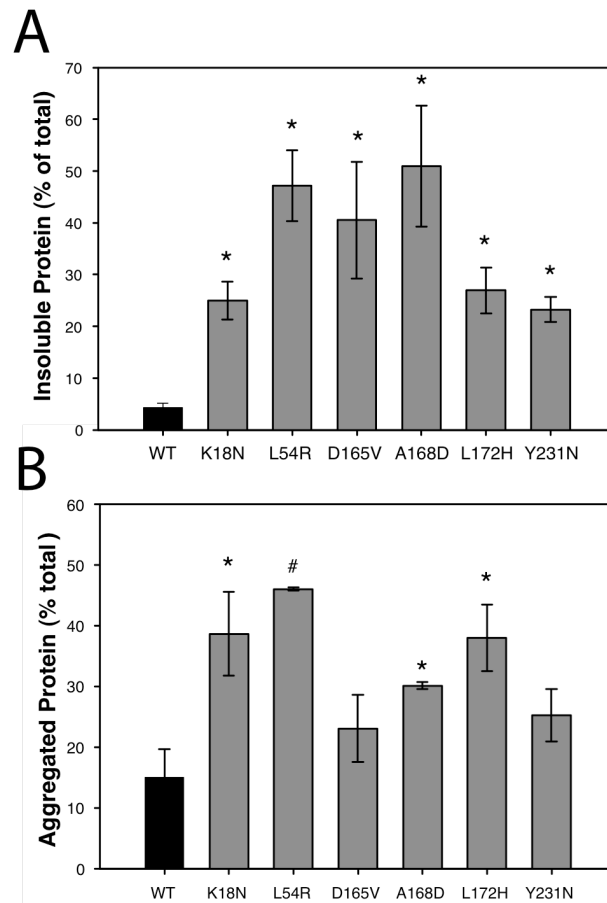 A
Insoluble Protein (% of total)
70
60
50
40
30
20
10
0
* * * * * *
WT K18N L54R D165V A168D L172H Y231N
B
Aggregated Protein (% total)
60
50
40
30
20
10
0
* # * *
WT K18N L54R D165V A168D L172H Y231N